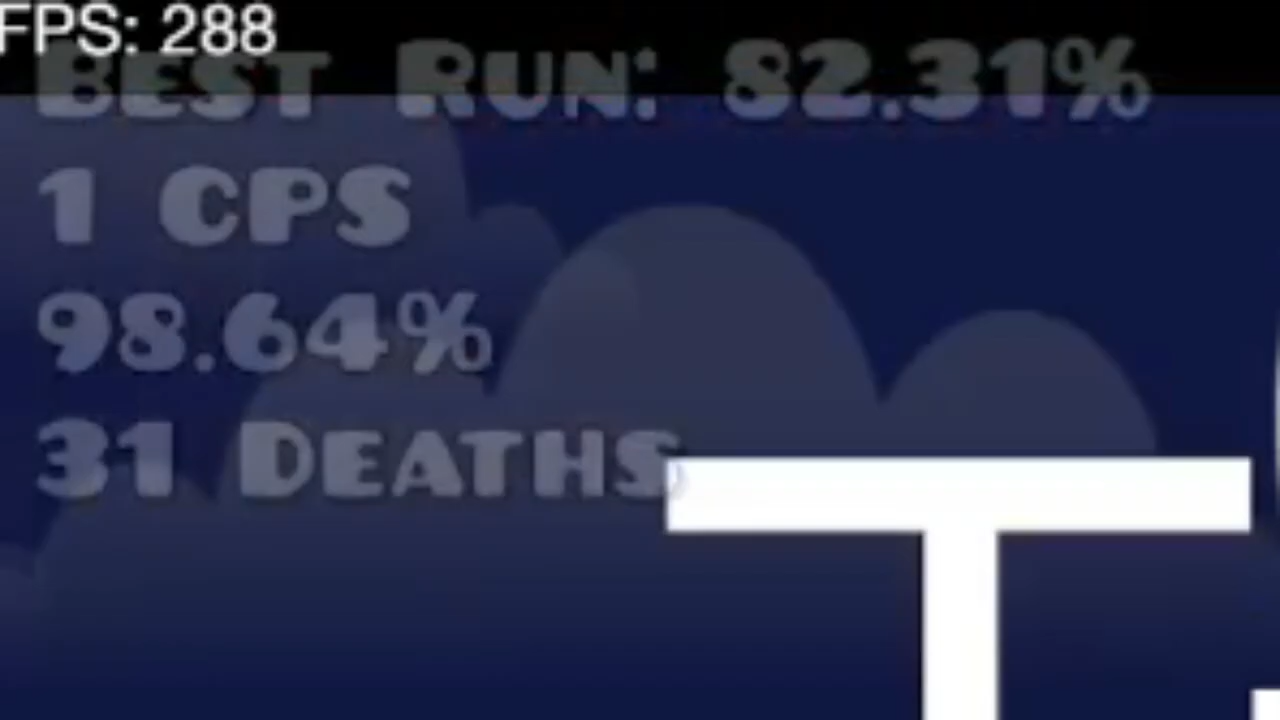 FPS: 288
BEST RUN: 82.31%
1 CPS
98.64%
31 DEATHS
T